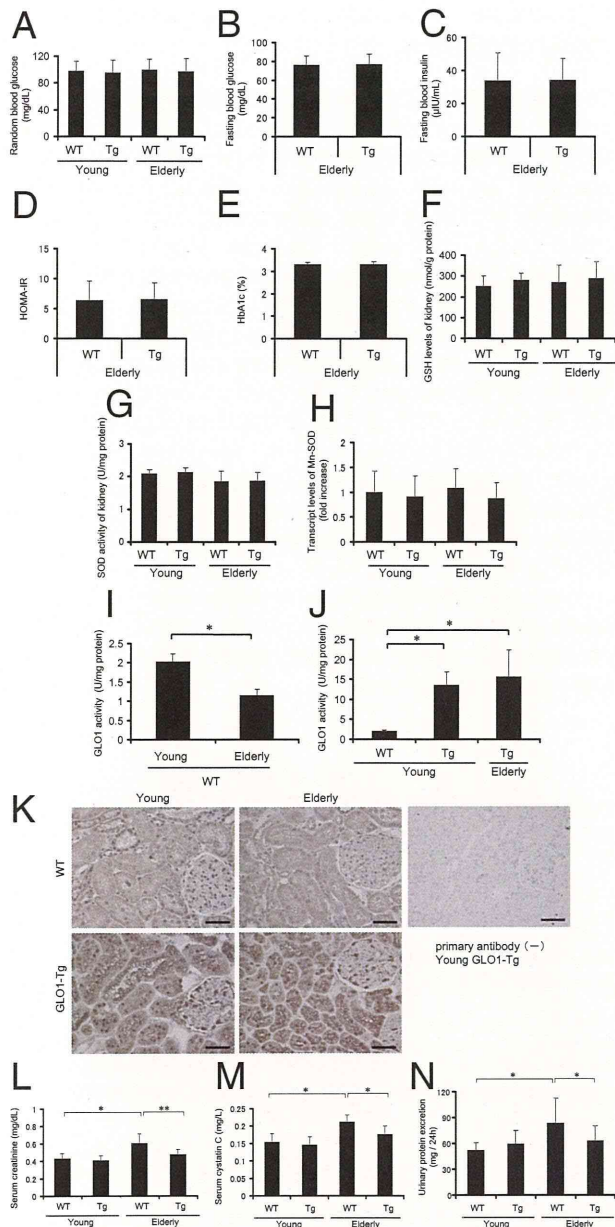 A
B
C
Random blood glucose (mg/dL)
120
80
40
0
WT Tg WT Tg
Young Elderly
Fasting blood glucose (mg/dL)
100
80
60
40
20
0
WT Tg
Elderly
Fasting blood insulin (μIU/mL)
60
40
20
0
WT Tg
Elderly
D
E
F
HOMA-IR
15
10
5
0
WT Tg
Elderly
HbA1c (%)
4
3
2
1
0
WT Tg
Elderly
GSH levels of kidney (nmol/g protein)
400
300
200
100
0
WT Tg WT Tg
Young Elderly
G
H
SOD activity of kidney (U/mg protein)
3
2
1
0
WT Tg WT Tg
Young Elderly
Transcript levels of Mn-SOD (fold increase)
2
1.5
1
0.5
0
WT Tg WT Tg
Young Elderly
I
J
GLO1 activity (U/mg protein)
2.5
2
1.5
1
0.5
0
*
Young Elderly
WT
GLO1 activity (U/mg protein)
25
20
15
10
5
0
*
*
WT Tg Tg
Young Elderly
K
Young Elderly
WT
GLO1-Tg
primary antibody (−)
Young GLO1-Tg
L
M
N
Serum creatinine (mg/dL)
1
0.8
0.6
0.4
0.2
0
* **
WT Tg WT Tg
Young Elderly
Serum cystatin C (mg/L)
0.25
0.2
0.15
0.1
0.05
0
* *
WT Tg WT Tg
Young Elderly
Urinary protein excretion (mg / 24h)
120
90
60
30
0
* *
WT Tg WT Tg
Young Elderly